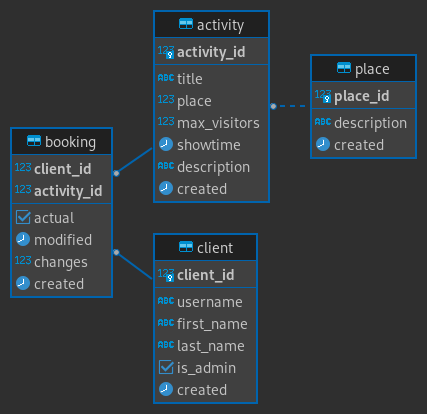 activity
123 activity_id
ABC title
123 place
123 max_visitors
showtime
ABC description
created
place
123 place_id
ABC description
created
booking
123 client_id
123 activity_id
actual
modified
123 changes
created
client
123 client_id
ABC username
ABC first_name
ABC last_name
is_admin
created